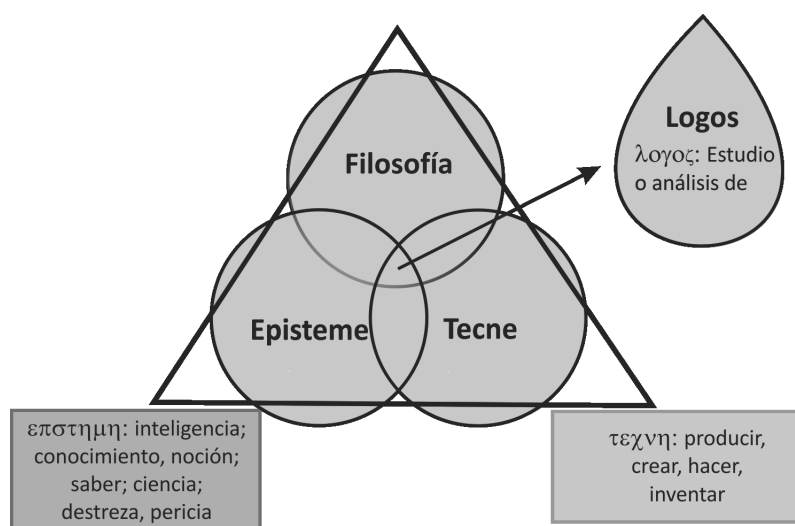 Filosofía
Logos
λογοζ: Estudio
o análisis de
Episteme
Tecne
επστημη: inteligencia;
conocimiento, noción;
saber; ciencia;
destreza, pericia
τεχνη: producir,
crear, hacer,
inventar